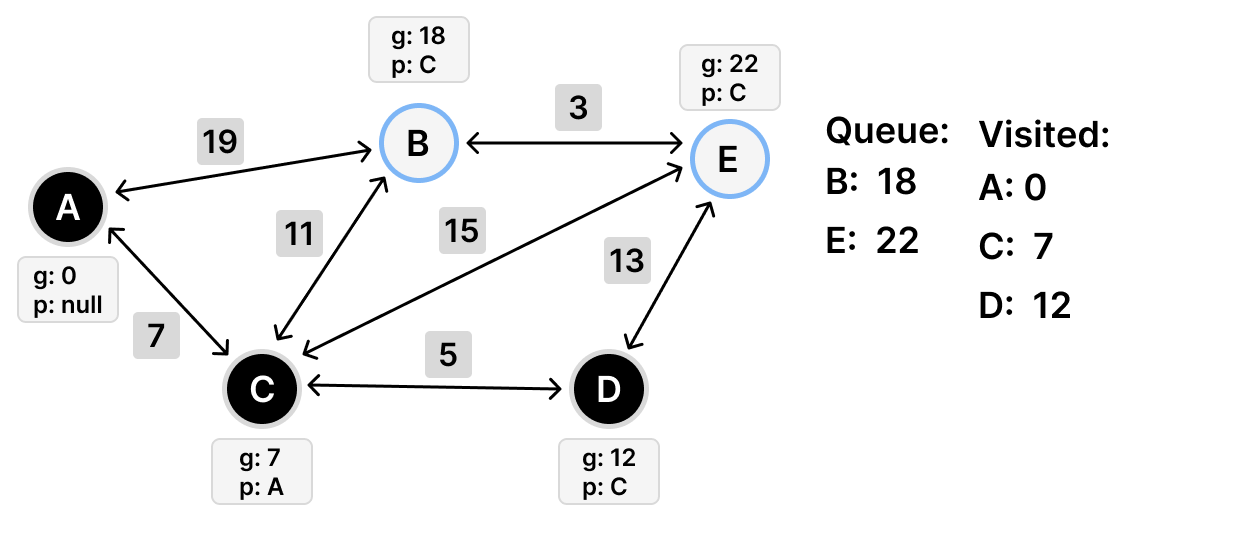 g: 18
p: C
g: 22
p: C
3
B
E
19
A
11
15
13
g: 0
p: null
7
5
C
D
g: 7
p: A
g: 12
p: C
Queue:
B: 18
E: 22
Visited:
A: 0
C: 7
D: 12